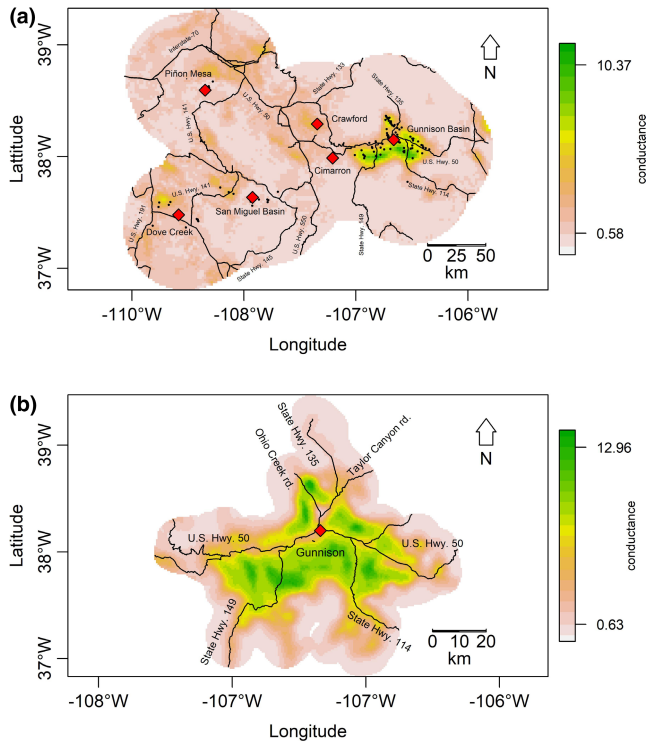 (a)
39°W
38°W
37°W
Lattitude
Interstate-70
Piñon Mesa
U.S. Hwy. 50
State Hwy. 133
State Hwy. 135
N
Crawford
Gunnison Basin
U.S. Hwy. 141
Cimarron
U.S. Hwy. 50
State Hwy. 114
U.S. Hwy. 141
San Miguel Basin
U.S. Hwy. 191
Dove Creek
State Hwy. 145
U.S. Hwy. 550
State Hwy. 149
0 25 50
km
-110°W
-108°W
-107°W
-106°W
Longitude
10.37
0.58
conductance
(b)
39°W
38°W
37°W
Latitude
State Hwy. 135
Ohio Creek rd.
Taylor Canyon rd.
N
U.S. Hwy. 50
Gunnison
U.S. Hwy. 50
State Hwy. 149
State Hwy. 114
0 10 20
km
-108°W
-107°W
-107°W
-106°W
Longitude
12.96
0.63
conductance